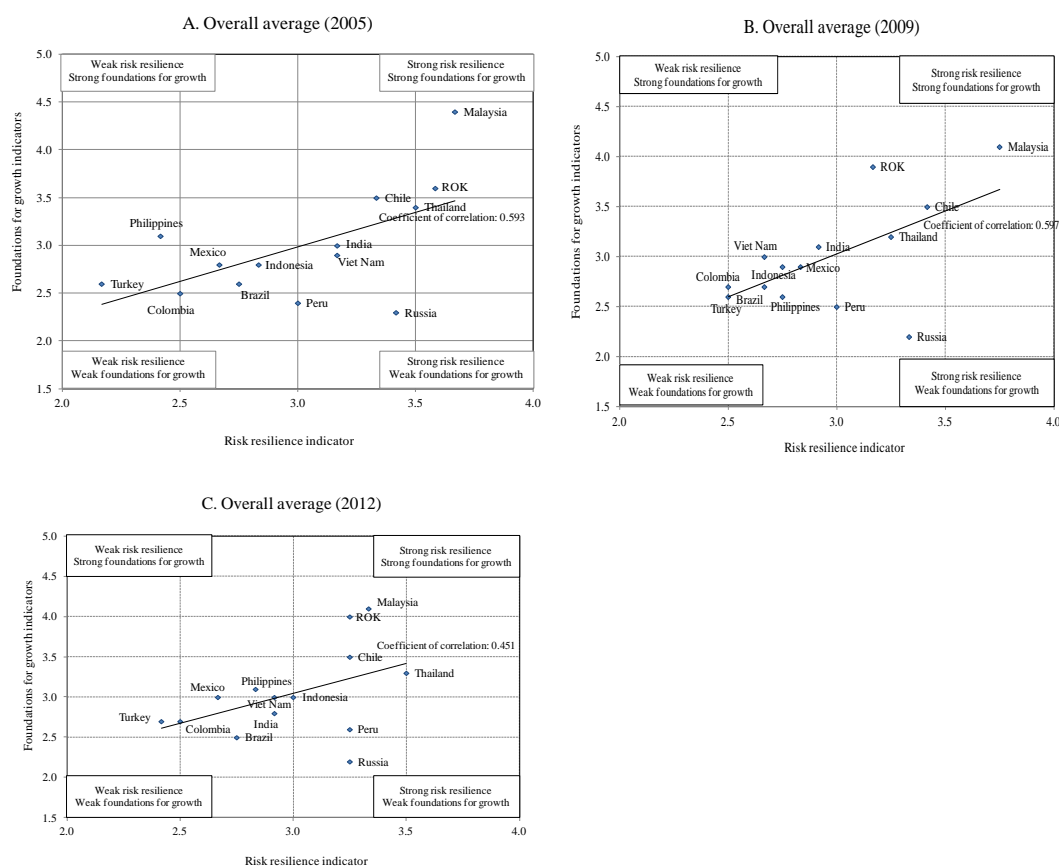 A. Overall average (2005)
Foundations for growth indicators
5.0
4.5
4.0
3.5
3.0
2.5
2.0
1.5
Weak risk resilience
Strong foundations for growth
Strong risk resilience
Strong foundations for growth
Malaysia
ROK
Chile
Thailand
Coefficient of correlation: 0.593
Philippines
India
Viet Nam
Mexico
Indonesia
Turkey
Brazil
Colombia
Peru
Russia
Weak risk resilience
Weak foundations for growth
Strong risk resilience
Weak foundations for growth
2.0 2.5 3.0 3.5 4.0
Risk resilience indicator
B. Overall average (2009)
Foundations for growth indicators
5.0
4.5
4.0
3.5
3.0
2.5
2.0
1.5
Weak risk resilience
Strong foundations for growth
Strong risk resilience
Strong foundations for growth
Malaysia
ROK
Chile
Coefficient of correlation: 0.597
Thailand
Viet Nam
India
Colombia
Indonesia
Mexico
Brazil
Turkey
Philippines
Peru
Russia
Weak risk resilience
Weak foundations for growth
Strong risk resilience
Weak foundations for growth
2.0 2.5 3.0 3.5 4.0
Risk resilience indicator
C. Overall average (2012)
Foundations for growth indicators
5.0
4.5
4.0
3.5
3.0
2.5
2.0
1.5
Weak risk resilience
Strong foundations for growth
Strong risk resilience
Strong foundations for growth
Malaysia
ROK
Coefficient of correlation: 0.451
Chile
Thailand
Philippines
Mexico
Indonesia
Viet Nam
Turkey
Colombia
India
Brazil
Peru
Russia
Weak risk resilience
Weak foundations for growth
Strong risk resilience
Weak foundations for growth
2.0 2.5 3.0 3.5 4.0
Risk resilience indicator